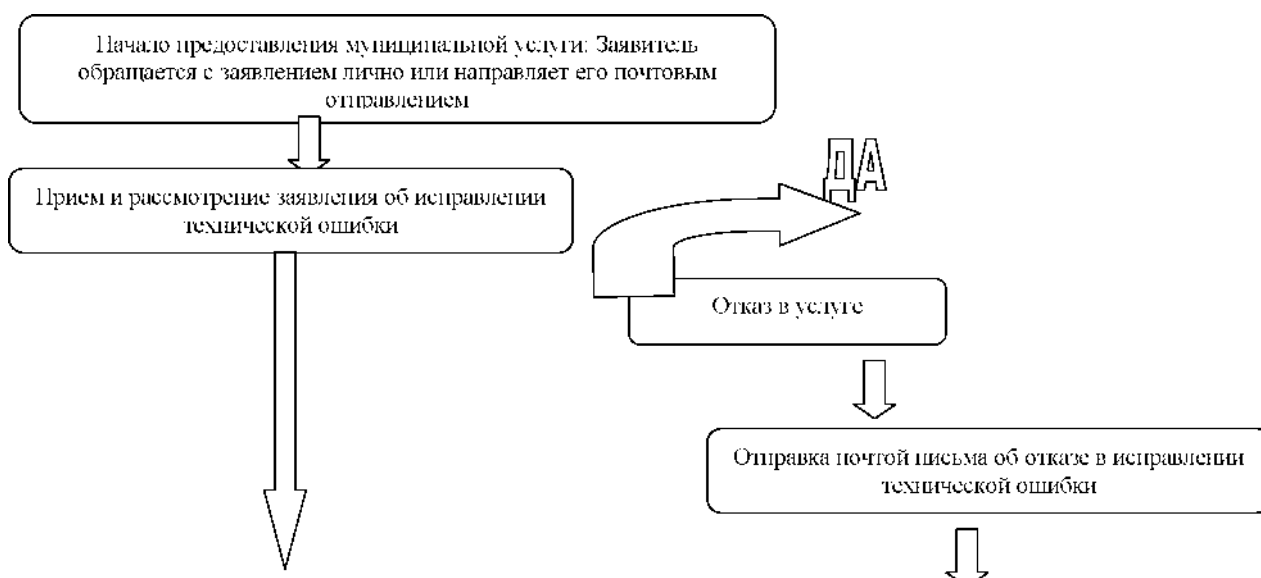 Начало предоставления муниципальной услуги: Заявитель
обращается с заявлением лично или направляет его почтовым
отправлением
Прием и рассмотрение заявления об исправлении
технической ошибки
ДА
Отказ в услуге
Отправка почтой письма об отказе в исправлении
технической ошибки